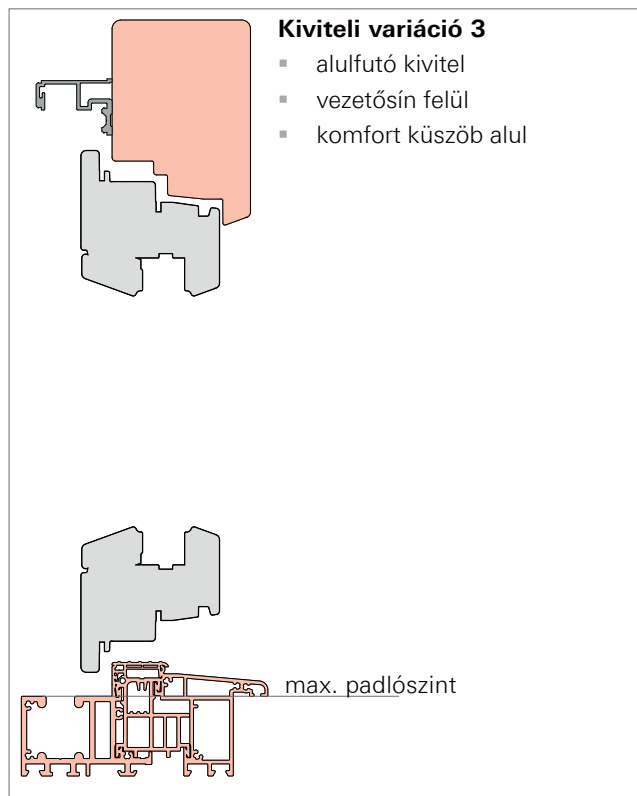 Kiviteli variáció 3
▪ alulfutó kivitel
▪ vezetősín felül
▪ komfort küszöb alul
max. padlószint